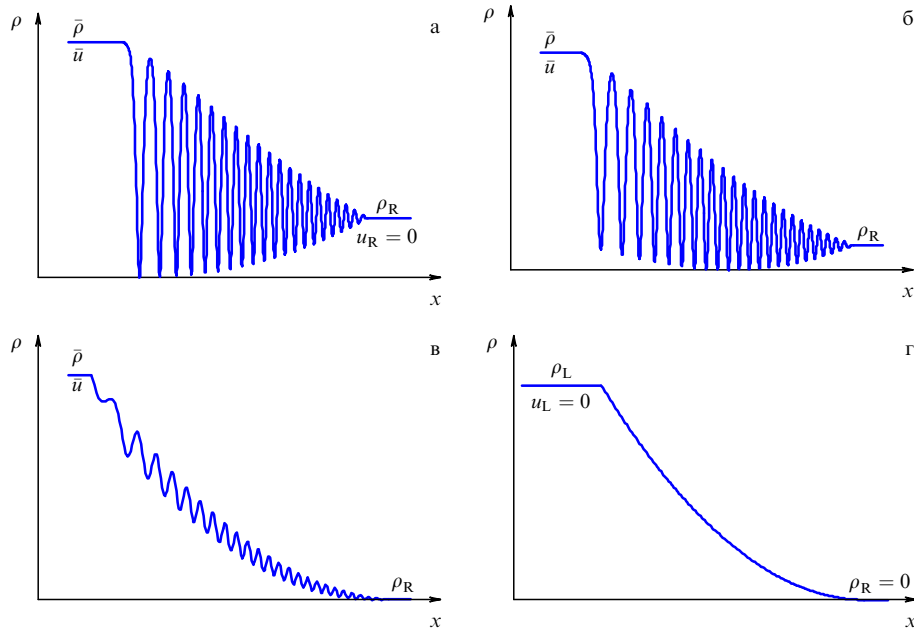 ρ
а
ρ̄
ū
ρ_R
u_R = 0
x
ρ
б
ρ̄
ū
ρ_R
x
ρ
в
ρ̄
ū
ρ_R
x
ρ
г
ρ_L
u_L = 0
ρ_R = 0
x